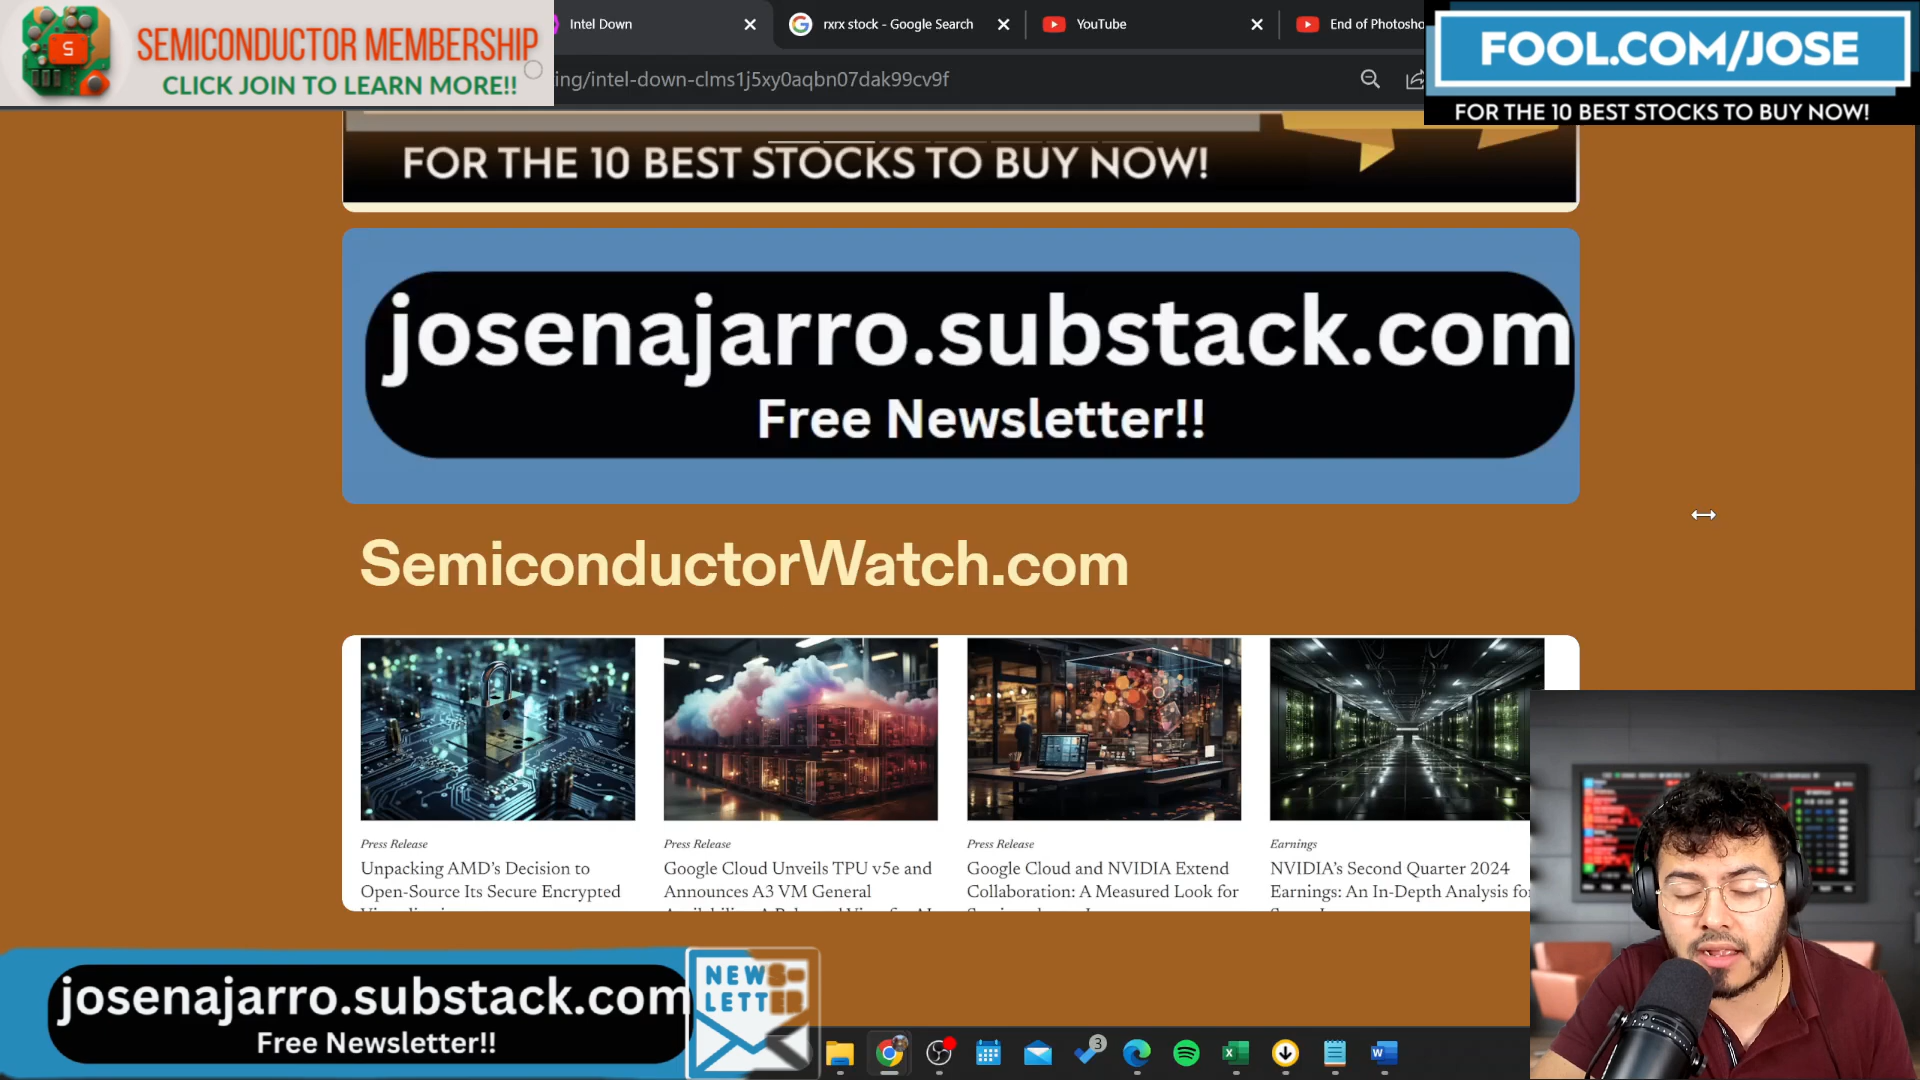 SEMICONDUCTOR MEMBERSHIP
CLICK JOIN TO LEARN MORE!!
Intel Down
rxrx stock - Google Search
YouTube
End of Photosho
ing/intel-down-clms1j5xy0aqbn07dak99cv9f
FOOL.COM/JOSE
FOR THE 10 BEST STOCKS TO BUY NOW!
FOR THE 10 BEST STOCKS TO BUY NOW!
josenajarro.substack.com
Free Newsletter!!
SemiconductorWatch.com
Press Release
Unpacking AMD's Decision to
Open-Source Its Secure Encrypted
Press Release
Google Cloud Unveils TPU v5e and
Announces A3 VM General
Press Release
Google Cloud and NVIDIA Extend
Collaboration: A Measured Look for
Earnings
NVIDIA's Second Quarter 2024
Earnings: An In-Depth Analysis for
josenajarro.substack.com
Free Newsletter!!
NEWS-
LETTER
3